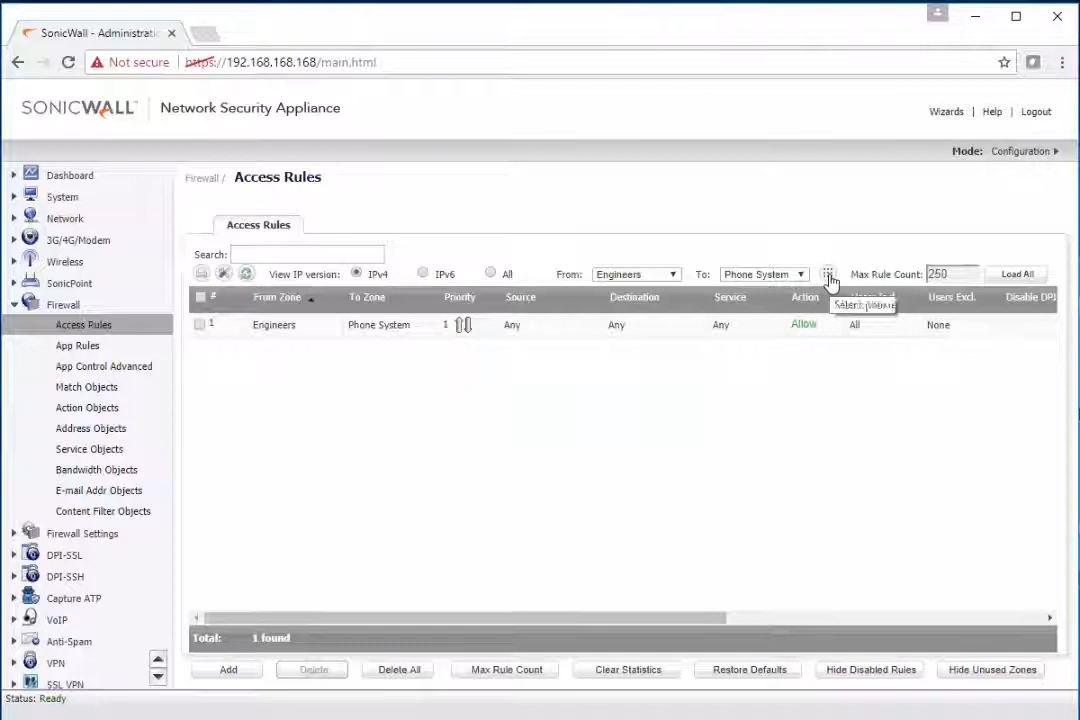 SonicWall - Administratio
Not secure https://192.168.168.168/main.html
SONICWALL Network Security Appliance
Wizards | Help | Logout
Mode: Configuration
Dashboard
System
Network
3G/4G/Modem
Wireless
SonicPoint
Firewall
Access Rules
App Rules
App Control Advanced
Match Objects
Action Objects
Address Objects
Service Objects
Bandwidth Objects
E-mail Addr Objects
Content Filter Objects
Firewall Settings
DPI-SSL
DPI-SSH
Capture ATP
VoIP
Anti-Spam
VPN
SSL VPN
Firewall / Access Rules
Access Rules
Search:
View IP version: IPv4 IPv6 All From: Engineers To: Phone System Max Rule Count: 250 Load All
# From Zone To Zone Priority Source Destination Service Action Users Excl. Disable DPI
1 Engineers Phone System 1 Any Any Any Allow All None
Total: 1 found
Add Delete Delete All Max Rule Count Clear Statistics Restore Defaults Hide Disabled Rules Hide Unused Zones
Status: Ready